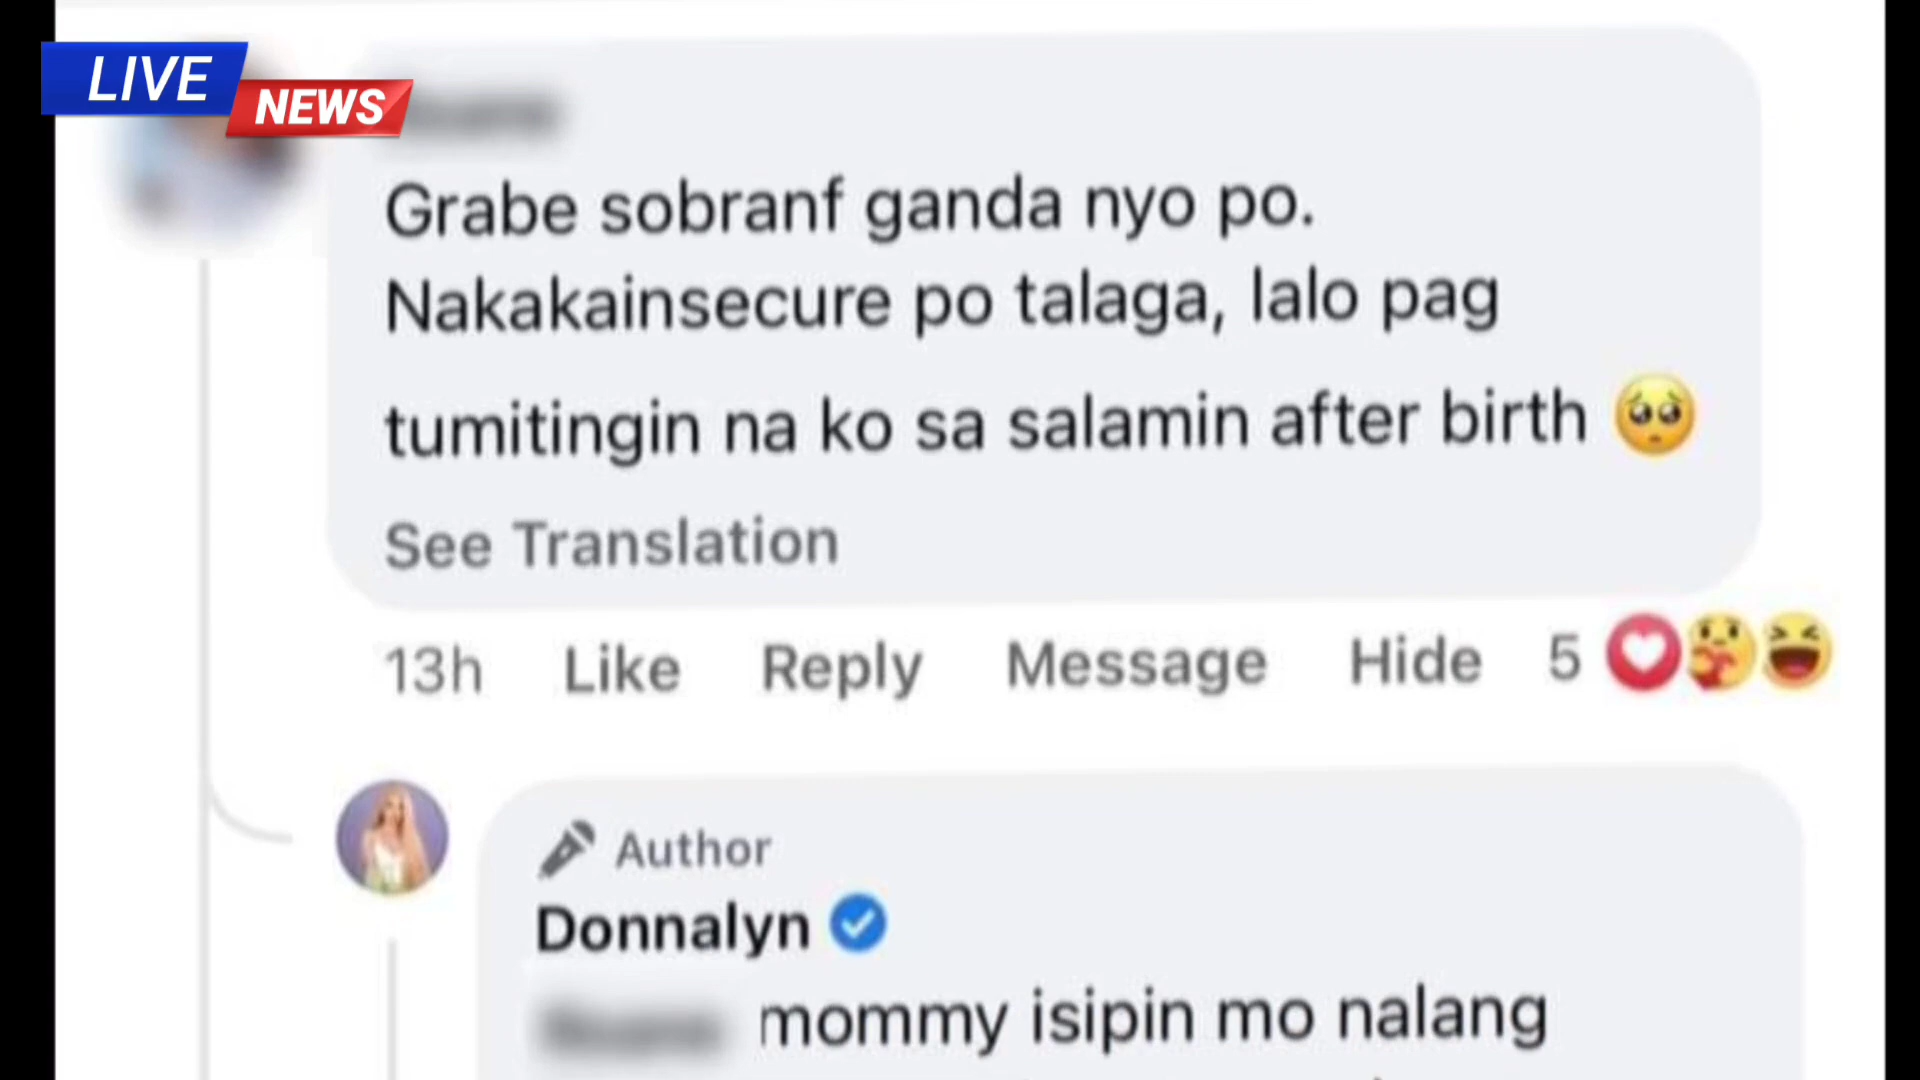 LIVE
NEWS
Grabe sobranf ganda nyo po.
Nakakainsecure po talaga, lalo pag
tumitingin na ko sa salamin after birth 🥺
See Translation
13h Like Reply Message Hide 5
Author
Donnalyn
mommy isipin mo nalang